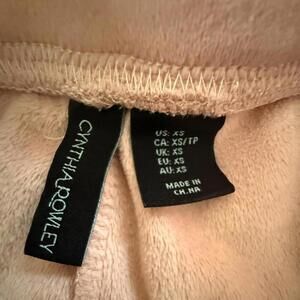 CYNTHIA ROWLEY
US: XS
CA: XS/TP
UK: XS
EU: XS
AU: XS
MADE IN
CHINA